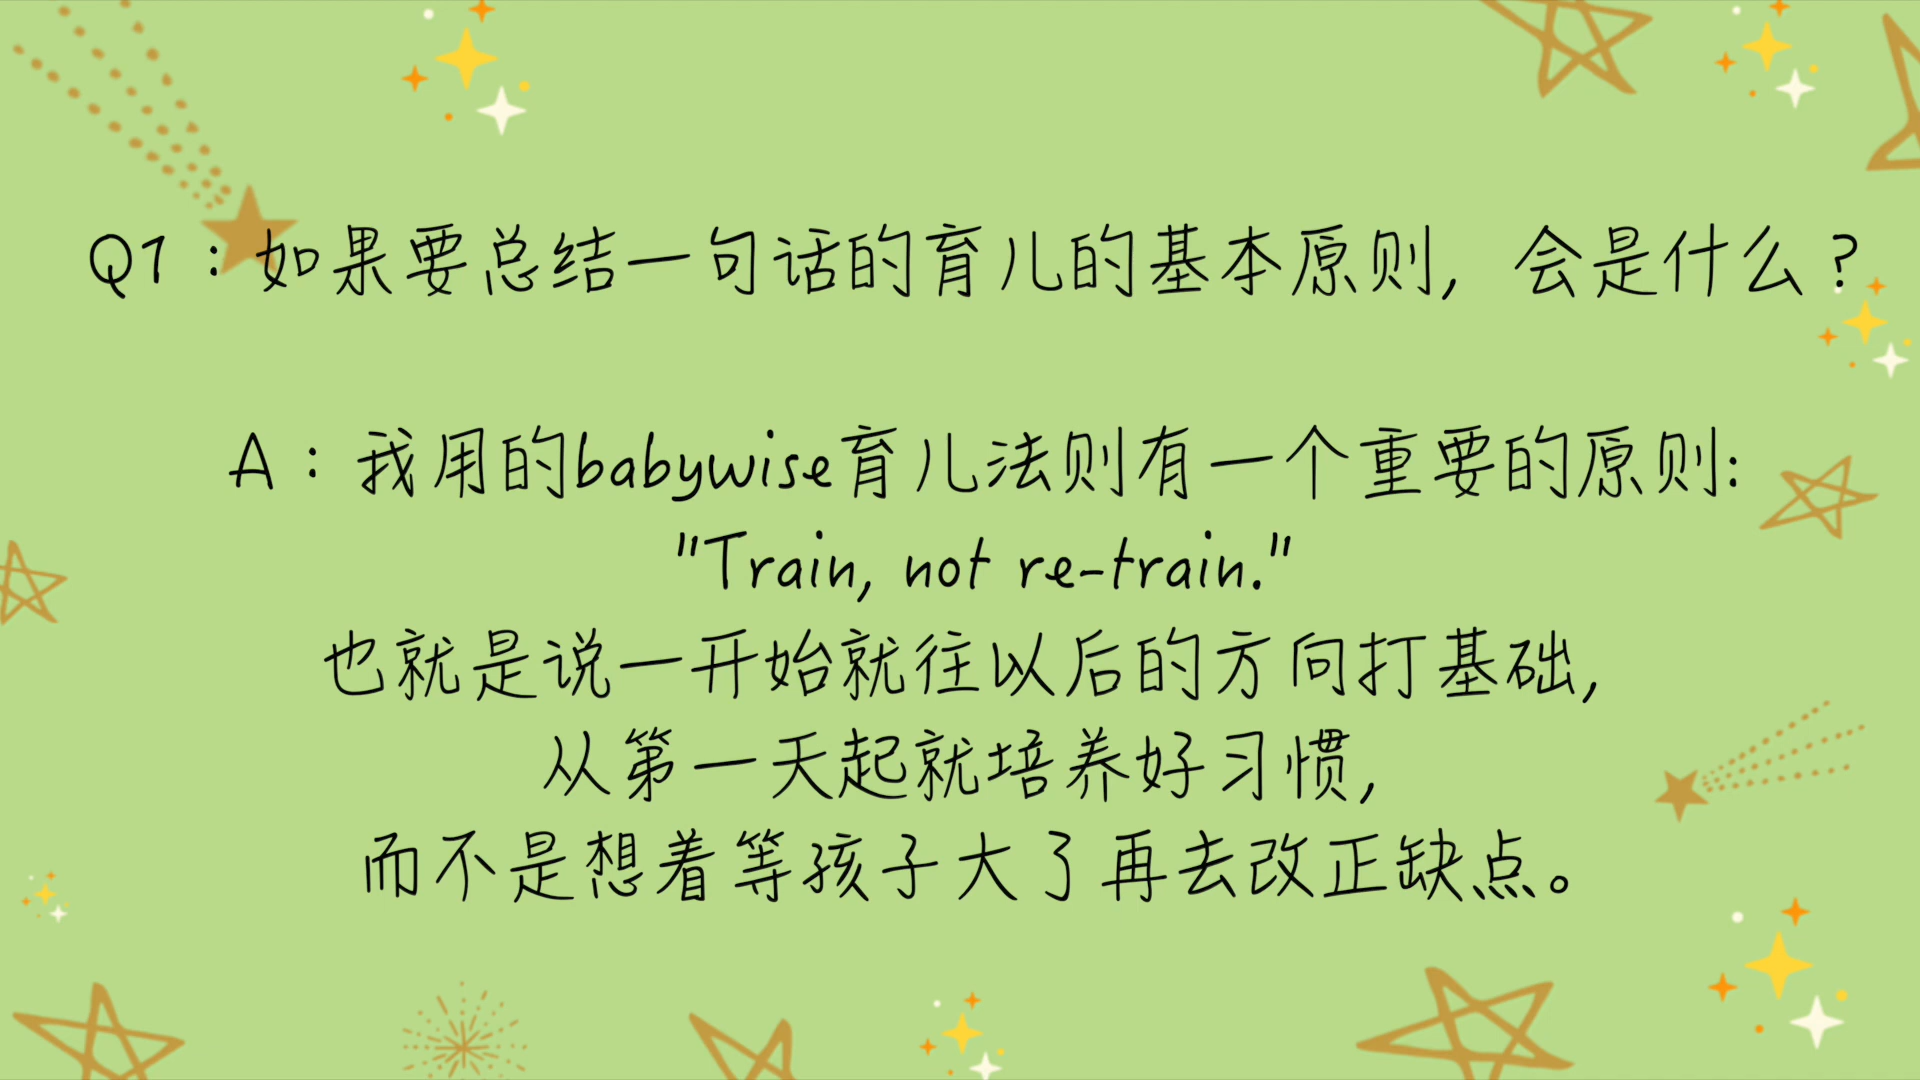 Q1：如果要总结一句话的育儿的基本原则，会是什么？
A：我用的babywise育儿法则有一个重要的原则:
"Train, not re-train."
也就是说一开始就往以后的方向打基础，
从第一天起就培养好习惯，
而不是想着等孩子大了再去改正缺点。